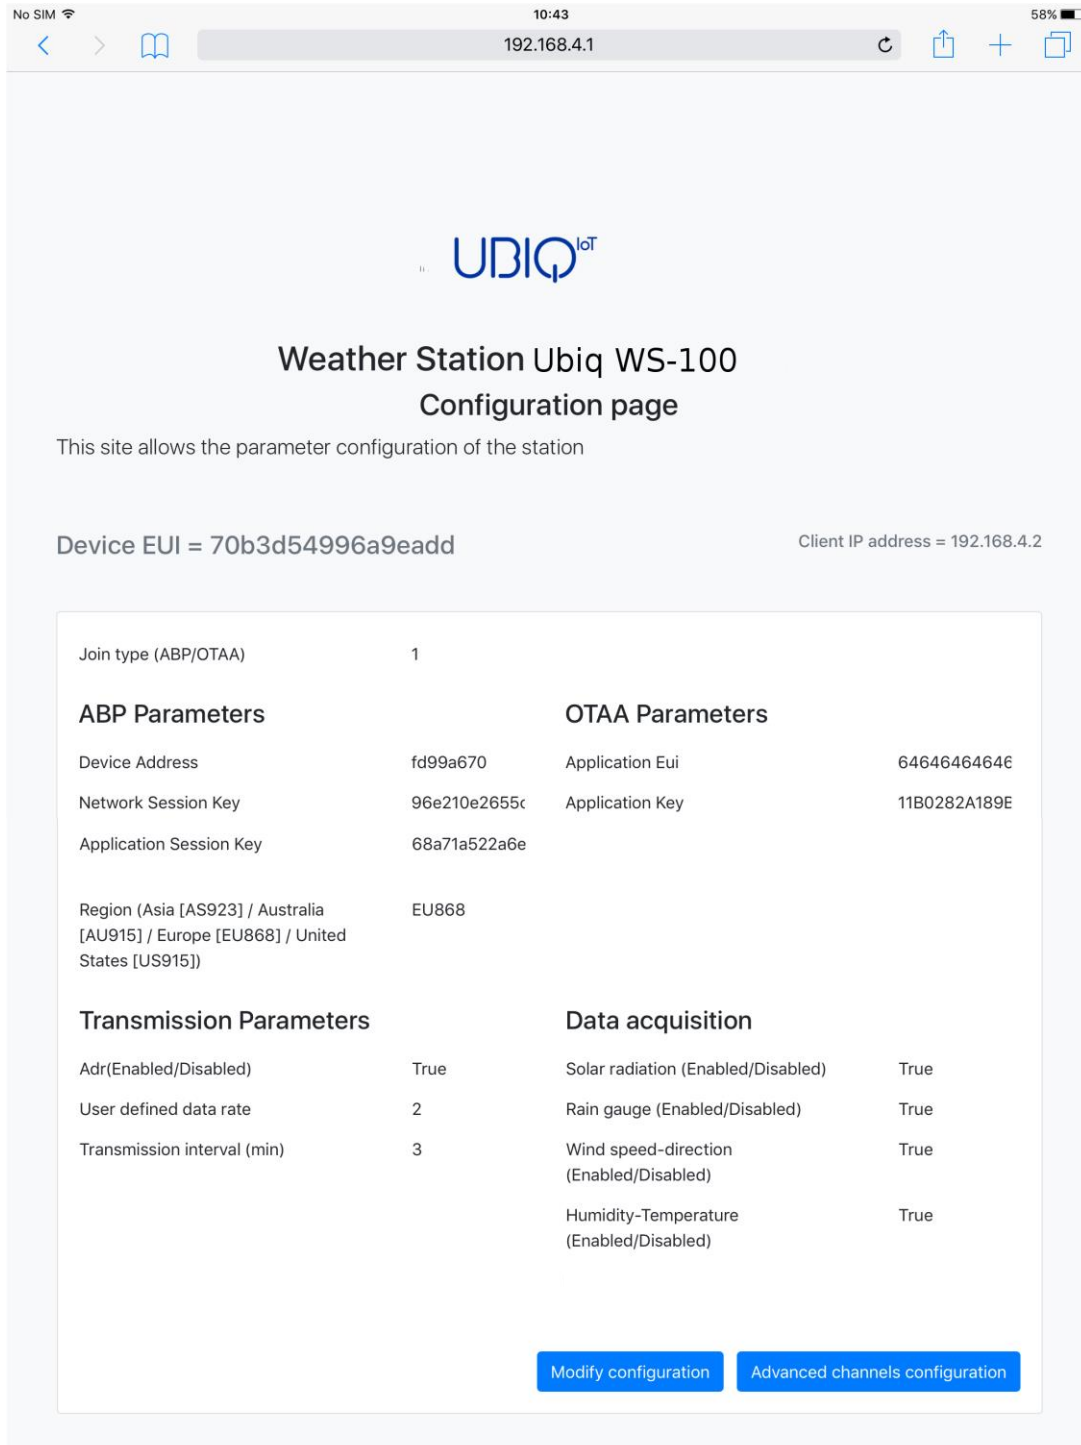 No SIM 10:43 58%
192.168.4.1
UBIQ IoT
Weather Station Ubiq WS-100
Configuration page
This site allows the parameter configuration of the station
Device EUI = 70b3d54996a9eadd
Client IP address = 192.168.4.2
Join type (ABP/OTAA) 1
ABP Parameters
Device Address fd99a670
Network Session Key 96e210e2655c
Application Session Key 68a71a522a6e
OTAA Parameters
Application Eui 64646464646
Application Key 11B0282A189E
Region (Asia [AS923] / Australia EU868
[AU915] / Europe [EU868] / United
States [US915])
Transmission Parameters
Adr(Enabled/Disabled) True
User defined data rate 2
Transmission interval (min) 3
Data acquisition
Solar radiation (Enabled/Disabled) True
Rain gauge (Enabled/Disabled) True
Wind speed-direction True
(Enabled/Disabled)
Humidity-Temperature True
(Enabled/Disabled)
Modify configuration
Advanced channels configuration